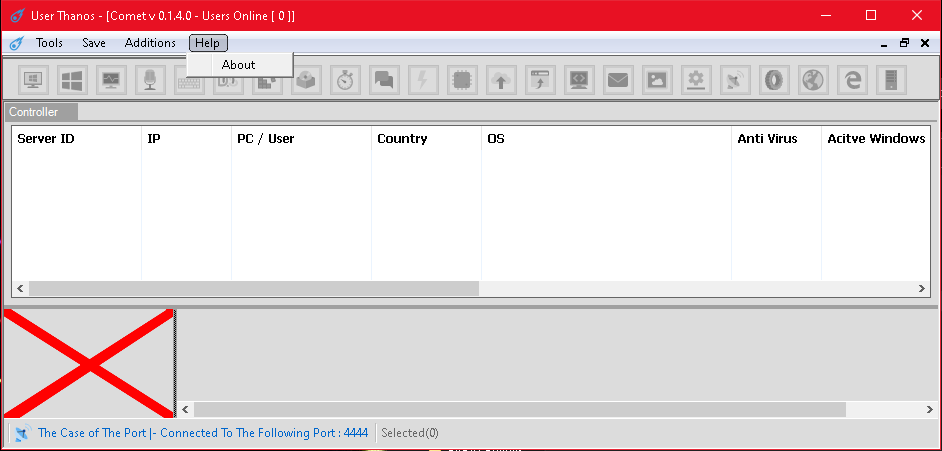 User Thanos - [Comet v 0.1.4.0 - Users Online [ 0 ]]
Tools Save Additions Help
About
Controller
Server ID IP PC / User Country OS Anti Virus Acitve Windows
The Case of The Port |- Connected To The Following Port : 4444 Selected(0)